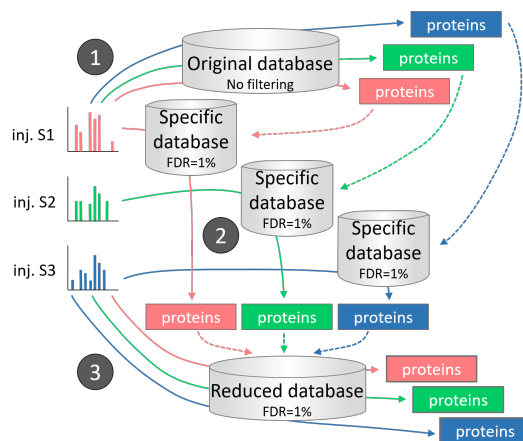 proteins
1
Original database
No filtering
proteins
proteins
inj. S1
Specific
database
FDR=1%
inj. S2
Specific
database
FDR=1%
2
Specific
database
FDR=1%
inj. S3
proteins
proteins
proteins
3
Reduced database
FDR=1%
proteins
proteins
proteins